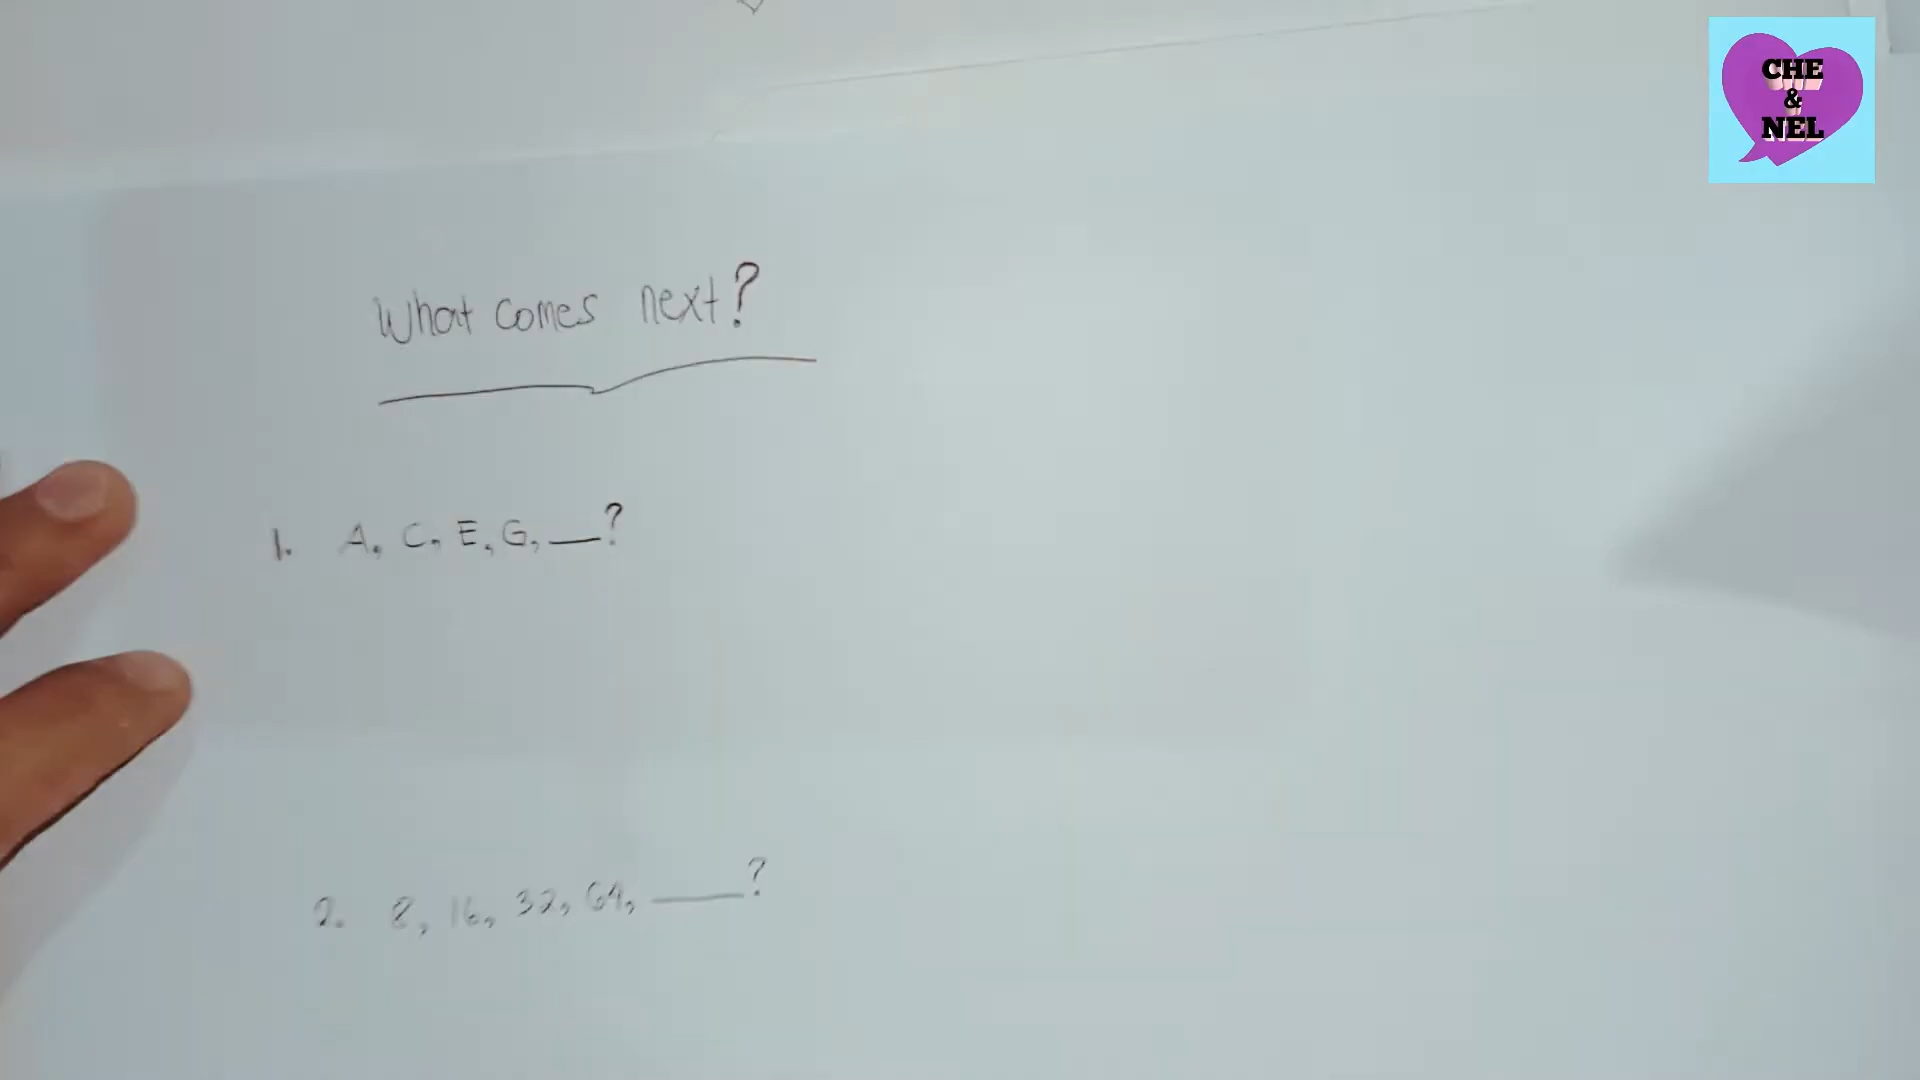 CHE
&
NEL
What comes next?
1. A, C, E, G, __?
2. 8, 16, 32, 64, ___?